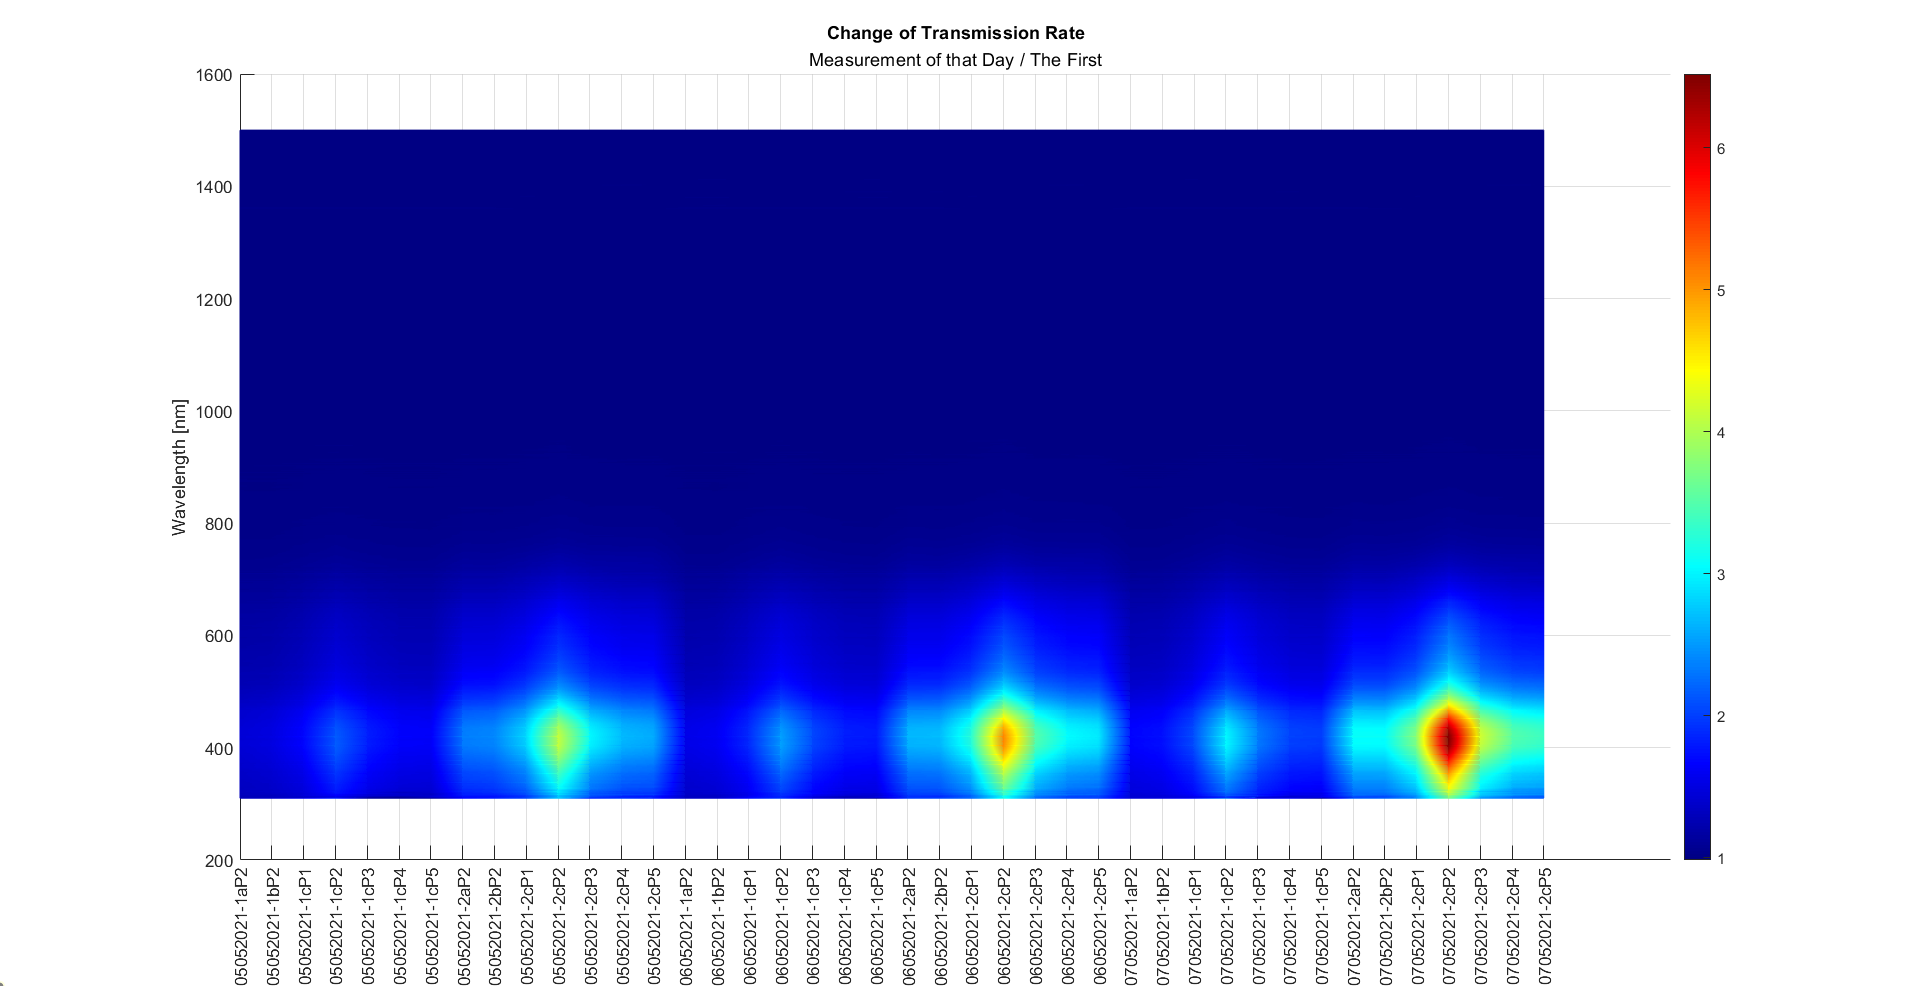 Change of Transmission Rate
Measurement of that Day / The First
1600
1400
1200
1000
800
600
400
200
Wavelength [nm]
6
5
4
3
2
1
05052021-1aP2
05052021-1bP2
05052021-1cP1
05052021-1cP2
05052021-1cP3
05052021-1cP4
05052021-1cP5
05052021-2aP2
05052021-2bP2
05052021-2cP1
05052021-2cP2
05052021-2cP3
05052021-2cP4
05052021-2cP5
06052021-1aP2
06052021-1bP2
06052021-1cP1
06052021-1cP2
06052021-1cP3
06052021-1cP4
06052021-1cP5
06052021-2aP2
06052021-2bP2
06052021-2cP1
06052021-2cP2
06052021-2cP3
06052021-2cP4
06052021-2cP5
07052021-1aP2
07052021-1bP2
07052021-1cP1
07052021-1cP2
07052021-1cP3
07052021-1cP4
07052021-1cP5
07052021-2aP2
07052021-2bP2
07052021-2cP1
07052021-2cP2
07052021-2cP3
07052021-2cP4
07052021-2cP5